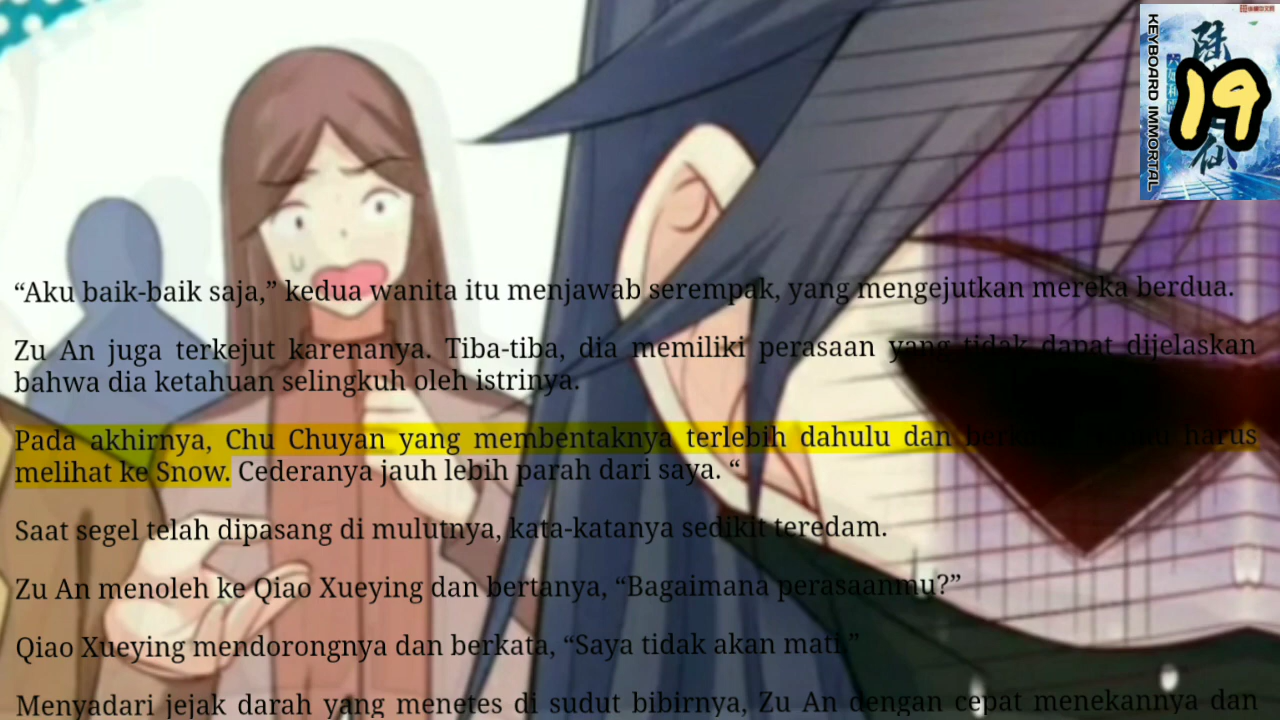 KEYBOARD IMMORTAL
19
仙
“Aku baik-baik saja,” kedua wanita itu menjawab serempak, yang mengejutkan mereka berdua.
Zu An juga terkejut karenanya. Tiba-tiba, dia memiliki perasaan yang tidak dapat dijelaskan
bahwa dia ketahuan selingkuh oleh istrinya.
Pada akhirnya, Chu Chuyan yang membentaknya terlebih dahulu dan harus
melihat ke Snow. Cederanya jauh lebih parah dari saya. “
Saat segel telah dipasang di mulutnya, kata-katanya sedikit teredam.
Zu An menoleh ke Qiao Xueying dan bertanya, “Bagaimana perasaanmu?”
Qiao Xueying mendorongnya dan berkata, “Saya tidak akan mati.”
Menyadari jejak darah yang menetes di sudut bibirnya, Zu An dengan cepat menekannya dan